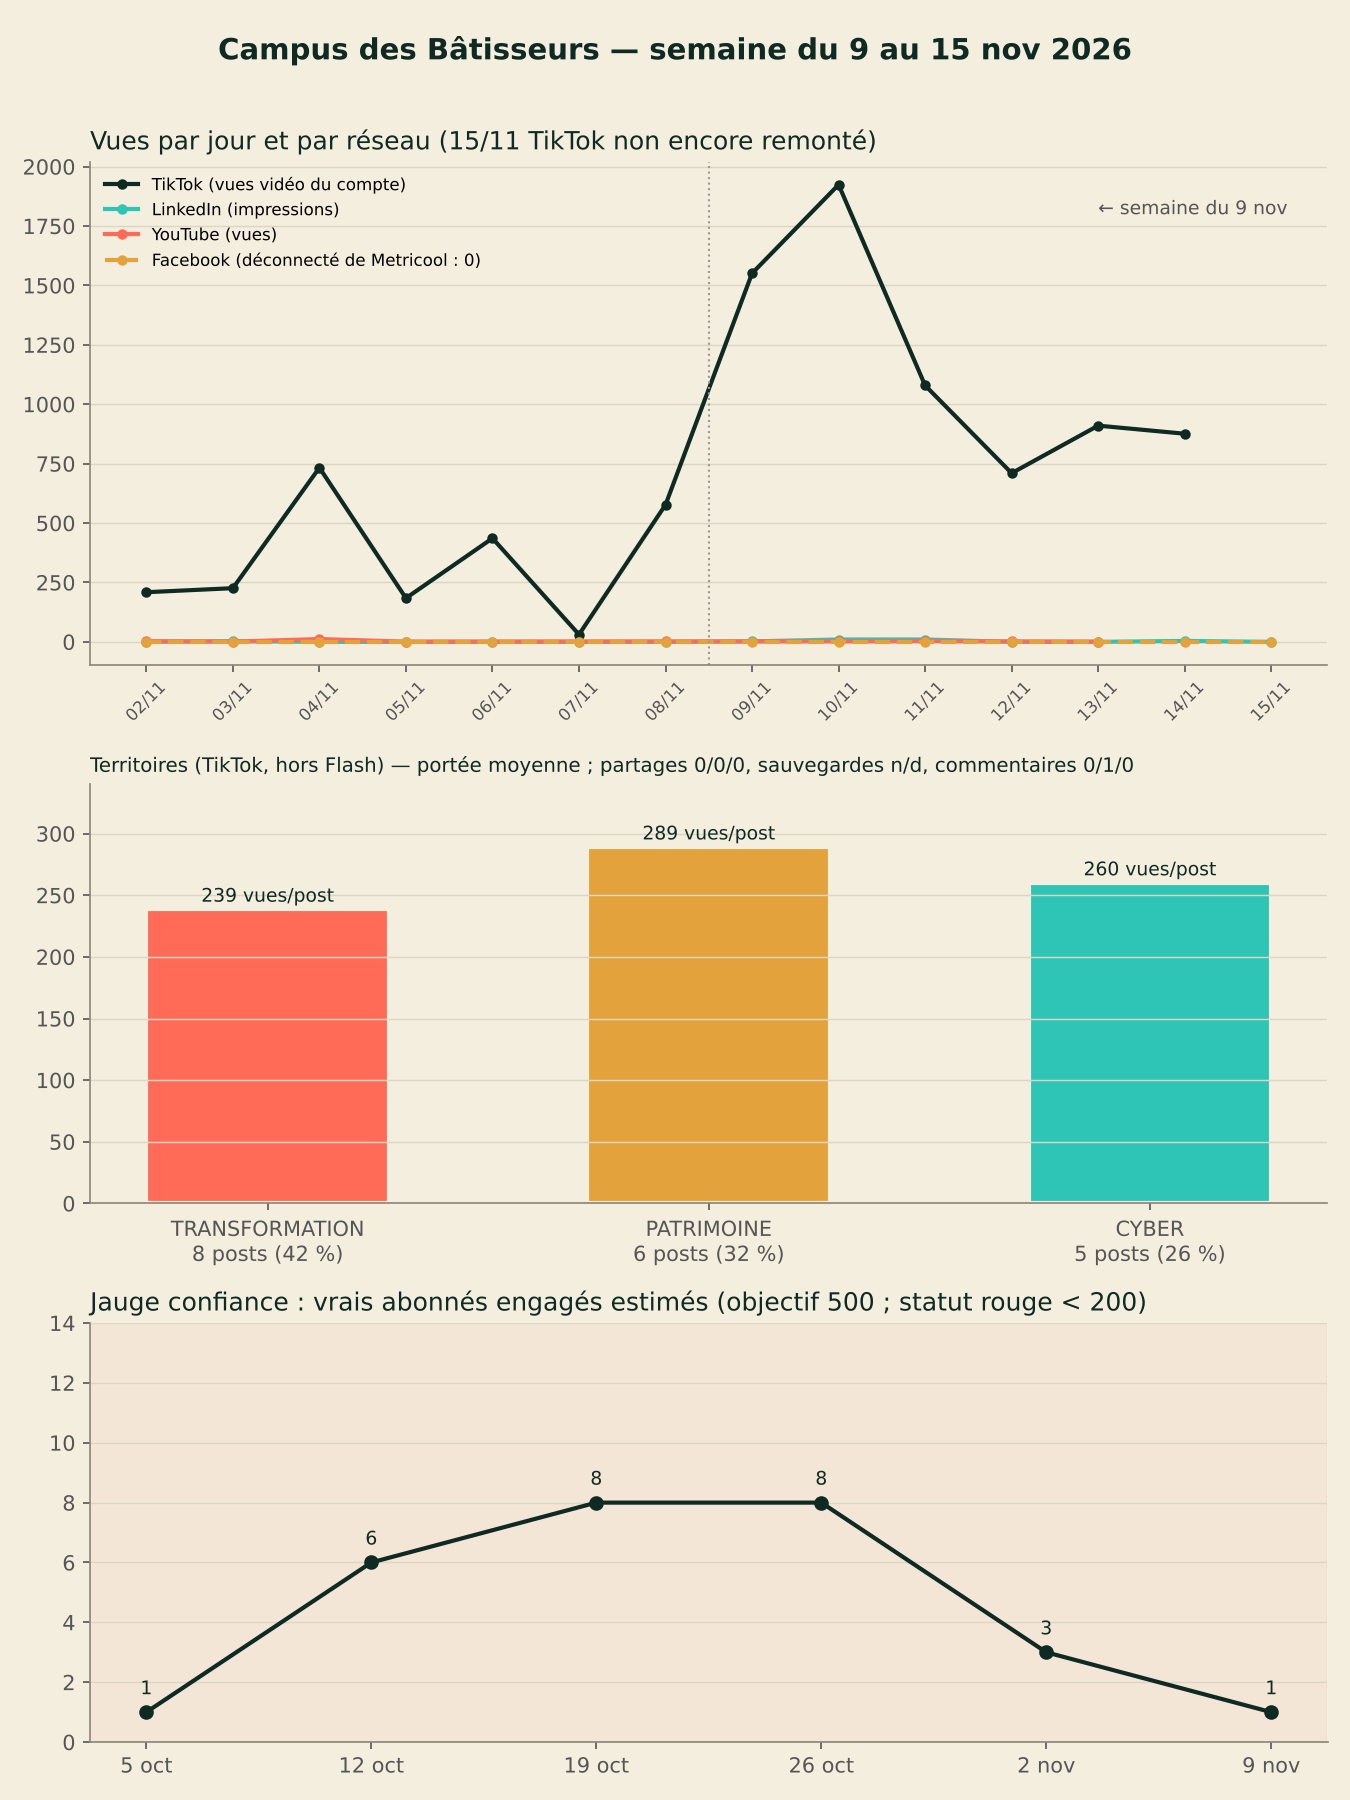 Campus des Bâtisseurs — semaine du 9 au 15 nov 2026
Vues par jour et par réseau (15/11 TikTok non encore remonté)
2000
1750
1500
1250
1000
750
500
250
0
TikTok (vues vidéo du compte)
LinkedIn (impressions)
YouTube (vues)
Facebook (déconnecté de Metricool : 0)
← semaine du 9 nov
02/11
03/11
04/11
05/11
06/11
07/11
08/11
09/11
10/11
11/11
12/11
13/11
14/11
15/11
Territoires (TikTok, hors Flash) — portée moyenne ; partages 0/0/0, sauvegardes n/d, commentaires 0/1/0
300
250
200
150
100
50
0
239 vues/post
289 vues/post
260 vues/post
TRANSFORMATION
8 posts (42 %)
PATRIMOINE
6 posts (32 %)
CYBER
5 posts (26 %)
Jauge confiance : vrais abonnés engagés estimés (objectif 500 ; statut rouge < 200)
14
12
10
8
6
4
2
0
1
6
8
8
3
1
5 oct
12 oct
19 oct
26 oct
2 nov
9 nov